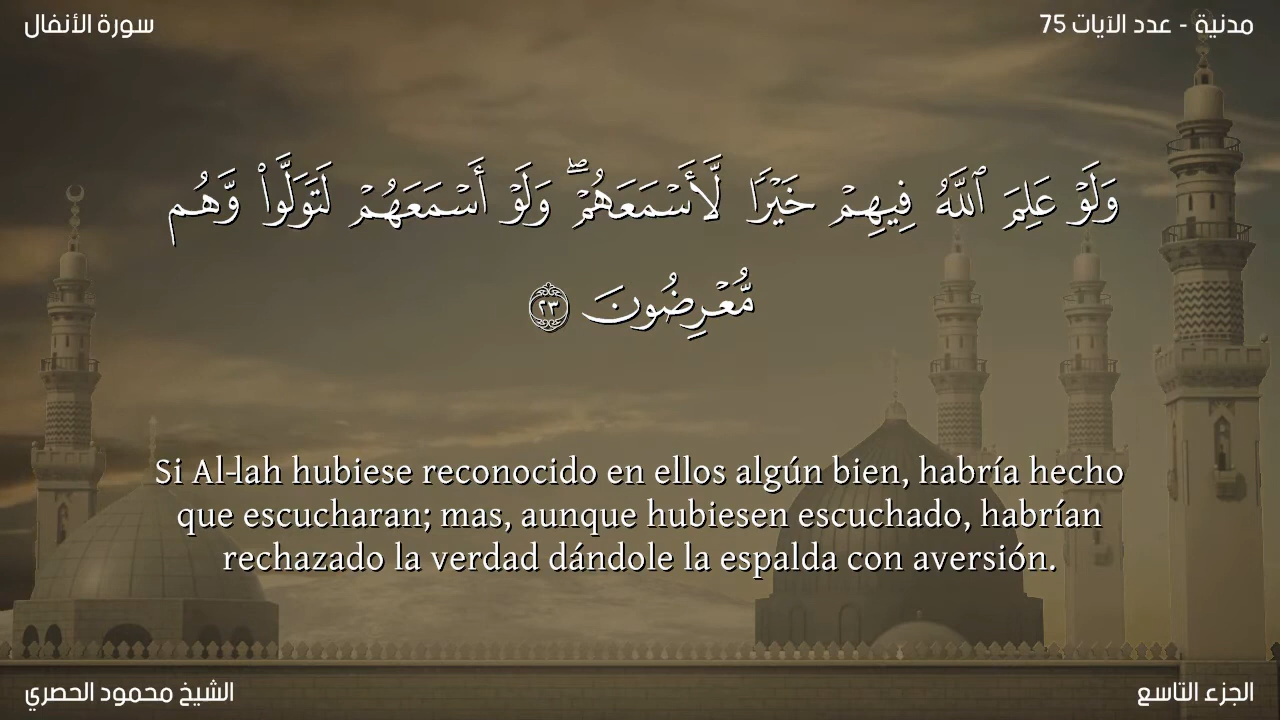 مدنية - عدد الآيات 75
سورة الأنفال
وَلَوْ عَلِمَ ٱللَّهُ فِيهِمْ خَيْرًۭا لَّأَسْمَعَهُمْ ۖ وَلَوْ أَسْمَعَهُمْ لَتَوَلَّوا۟ وَّهُم
مُّعْرِضُونَ ٢٣
Si Al-lah hubiese reconocido en ellos algún bien, habría hecho
que escucharan; mas, aunque hubiesen escuchado, habrían
rechazado la verdad dándole la espalda con aversión.
الجزء التاسع
الشيخ محمود الحصري